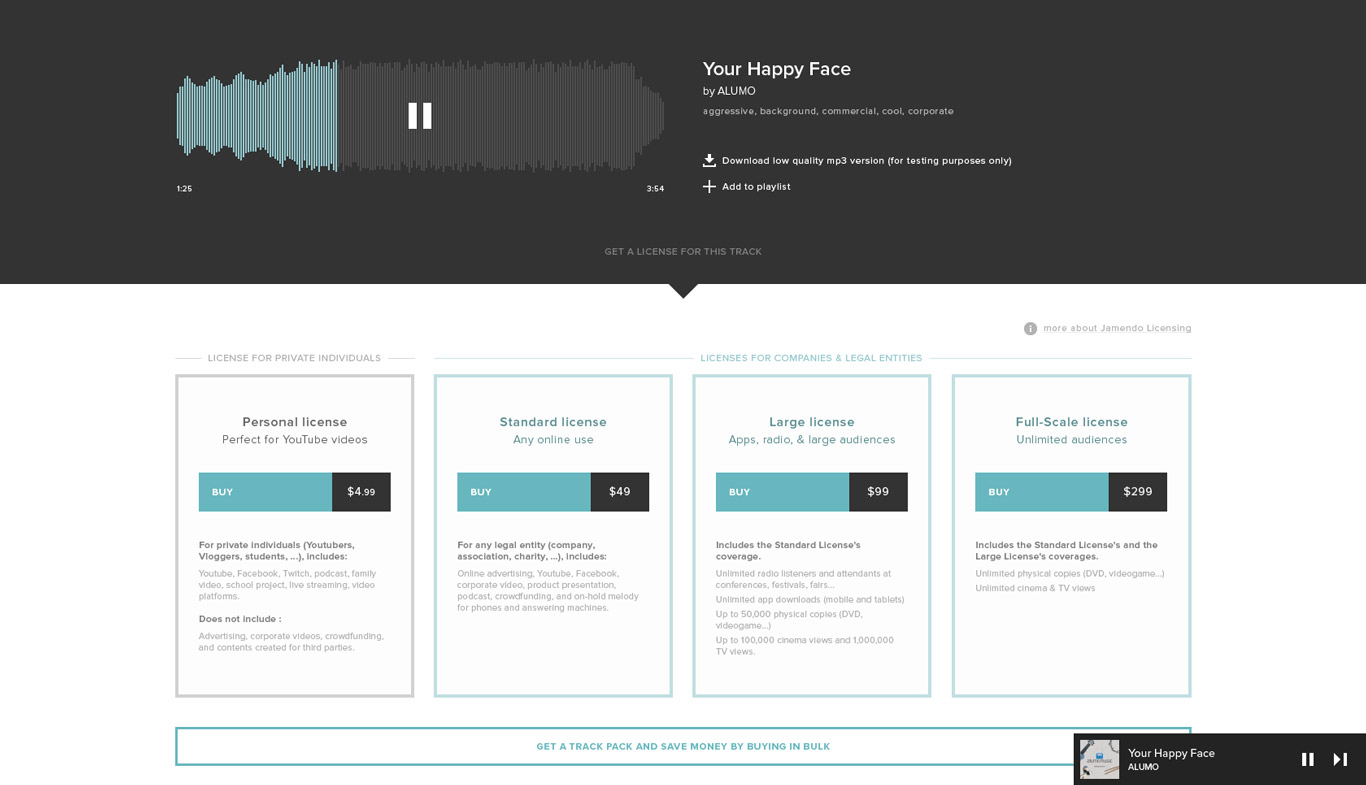 Your Happy Face
by ALUMO
aggressive, background, commercial, cool, corporate
Download low quality mp3 version (for testing purposes only)
Add to playlist
1:25
3:54
GET A LICENSE FOR THIS TRACK
more about Jamendo Licensing
LICENSE FOR PRIVATE INDIVIDUALS
LICENSES FOR COMPANIES & LEGAL ENTITIES
Personal license
Perfect for YouTube videos
BUY
$4.99
For private individuals (Youtubers,
Vloggers, students, ...), includes:
Youtube, Facebook, Twitch, podcast, family
video, school project, live streaming, video
platforms.
Does not include :
Advertising, corporate videos, crowdfunding,
and contents created for third parties.
Standard license
Any online use
BUY
$49
For any legal entity (company,
association, charity, ...), includes:
Online advertising, Youtube, Facebook,
corporate video, product presentation,
podcast, crowdfunding, and on-hold melody
for phones and answering machines.
Large license
Apps, radio, & large audiences
BUY
$99
Includes the Standard License's
coverage.
Unlimited radio listeners and attendants at
conferences, festivals, fairs...
Unlimited app downloads (mobile and tablets)
Up to 50,000 physical copies (DVD,
videogame...)
Up to 100,000 cinema views and 1,000,000
TV views.
Full-Scale license
Unlimited audiences
BUY
$299
Includes the Standard License's and the
Large License's coverages.
Unlimited physical copies (DVD, videogame...)
Unlimited cinema & TV views
GET A TRACK PACK AND SAVE MONEY BY BUYING IN BULK
Your Happy Face
ALUMO